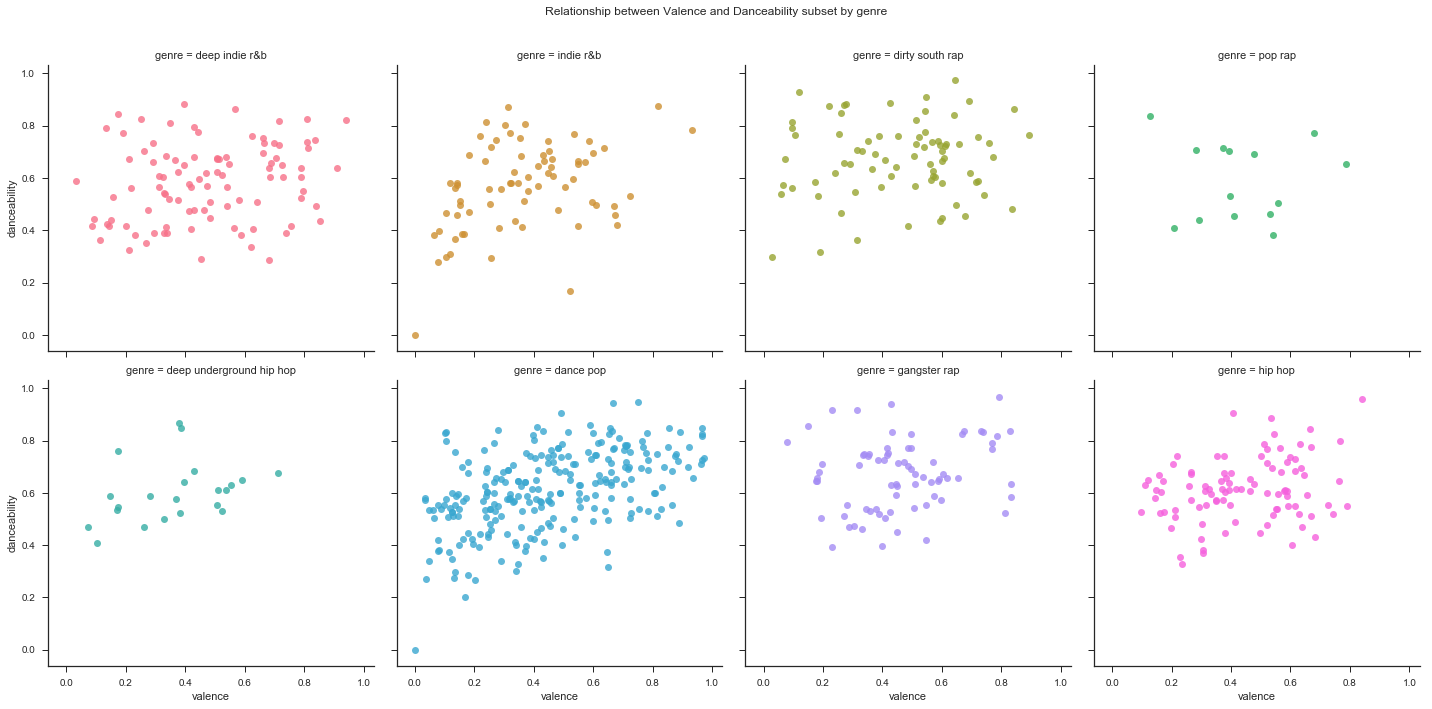 Relationship between Valence and Danceability subset by genre
genre = deep indie r&b
genre = indie r&b
genre = dirty south rap
genre = pop rap
1.0
0.8
0.6
0.4
0.2
0.0
danceability
genre = deep underground hip hop
genre = dance pop
genre = gangster rap
genre = hip hop
1.0
0.8
0.6
0.4
0.2
0.0
danceability
0.0 0.2 0.4 0.6 0.8 1.0
0.0 0.2 0.4 0.6 0.8 1.0
0.0 0.2 0.4 0.6 0.8 1.0
0.0 0.2 0.4 0.6 0.8 1.0
valence
valence
valence
valence